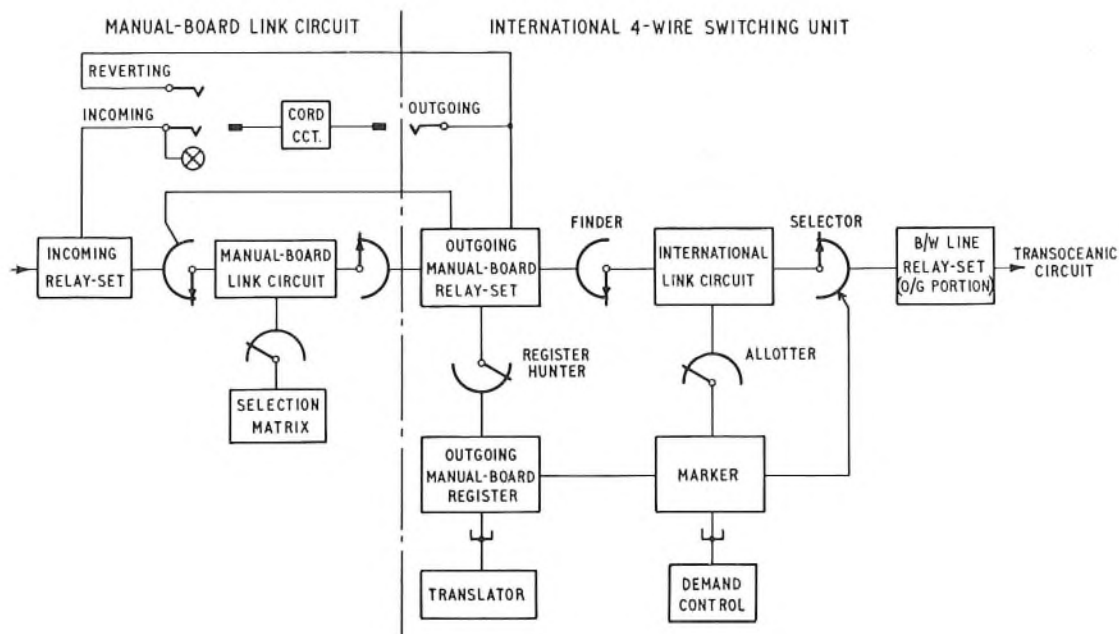 MANUAL-BOARD LINK CIRCUIT
INTERNATIONAL 4-WIRE SWITCHING UNIT
REVERTING
INCOMING
CORD
CCT.
OUTGOING
INCOMING
RELAY-SET
MANUAL-BOARD
LINK CIRCUIT
OUTGOING
MANUAL-BOARD
RELAY-SET
FINDER
INTERNATIONAL
LINK CIRCUIT
SELECTOR
B/W LINE
RELAY-SET
(O/G PORTION)
TRANSOCEANIC
CIRCUIT
SELECTION
MATRIX
REGISTER
HUNTER
ALLOTTER
OUTGOING
MANUAL-BOARD
REGISTER
MARKER
TRANSLATOR
DEMAND
CONTROL